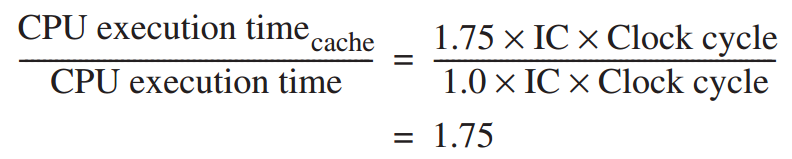 CPU execution time_cache / CPU execution time = 1.75 × IC × Clock cycle / 1.0 × IC × Clock cycle
= 1.75